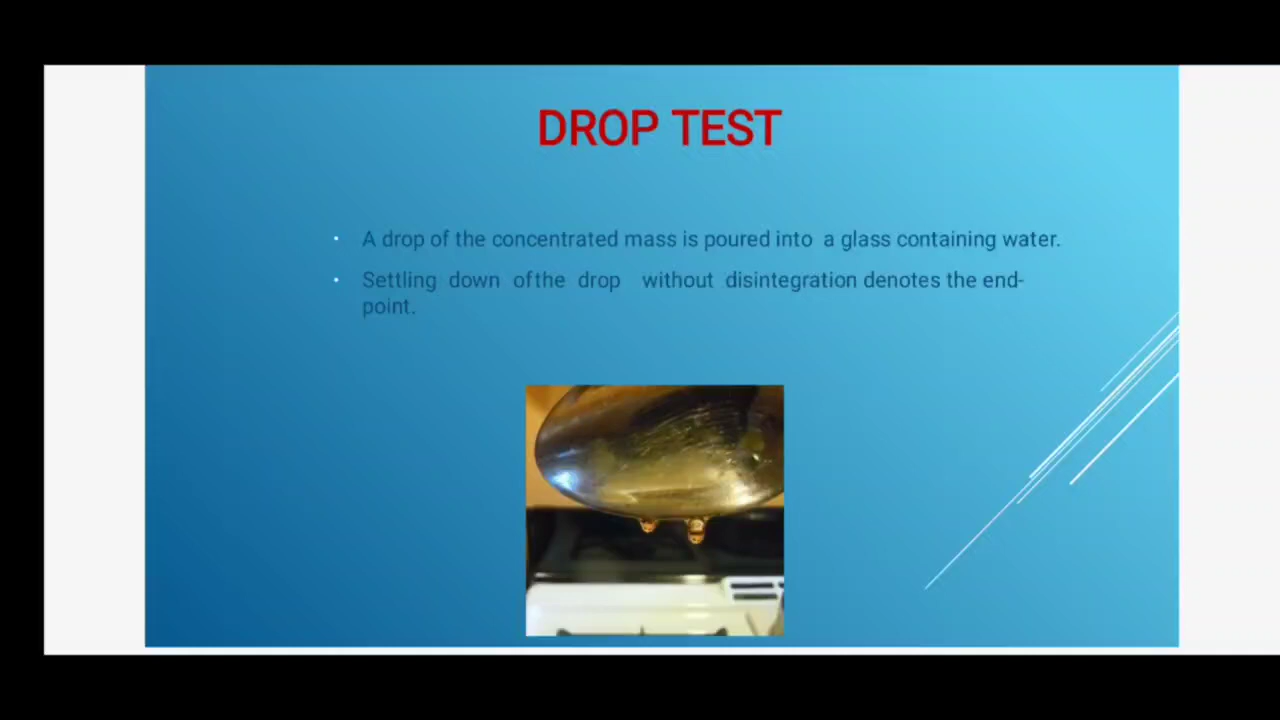 DROP TEST
• A drop of the concentrated mass is poured into a glass containing water.
• Settling down ofthe drop without disintegration denotes the end-
point.